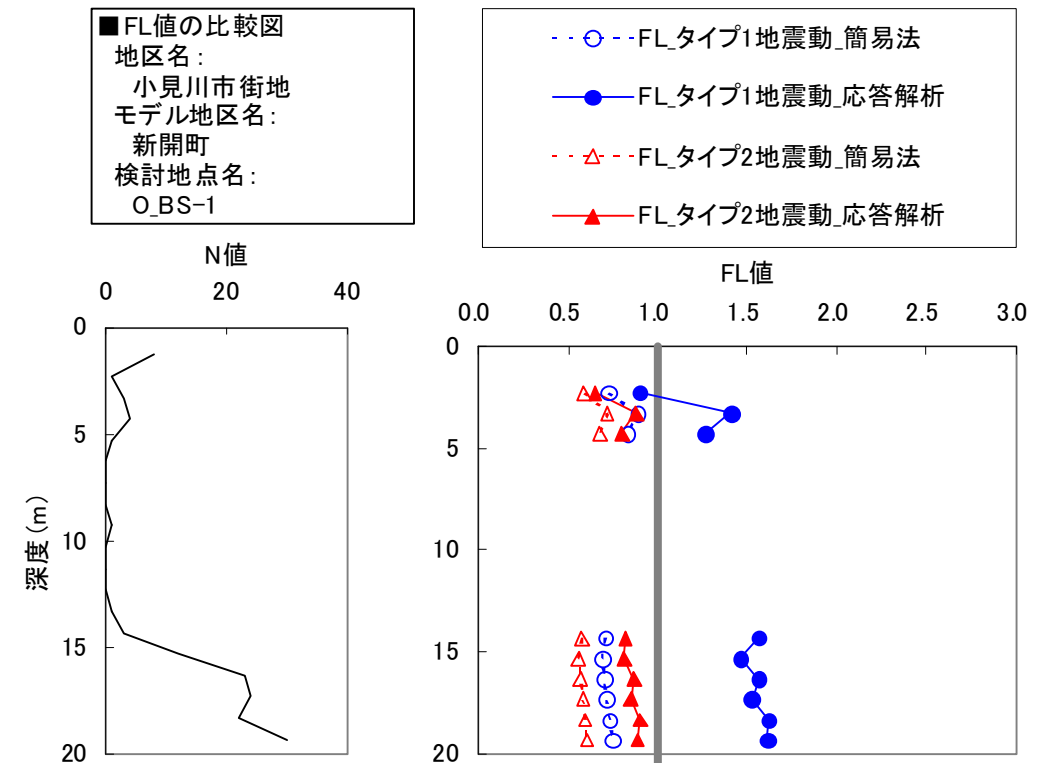 ■FL値の比較図
地区名：
小見川市街地
モデル地区名：
新開町
検討地点名：
O_BS-1
FL_タイプ1地震動_簡易法
FL_タイプ1地震動_応答解析
FL_タイプ2地震動_簡易法
FL_タイプ2地震動_応答解析
N値
0 20 40
0
5
10
15
20
深度(m)
FL値
0.0 0.5 1.0 1.5 2.0 2.5 3.0
0
5
10
15
20